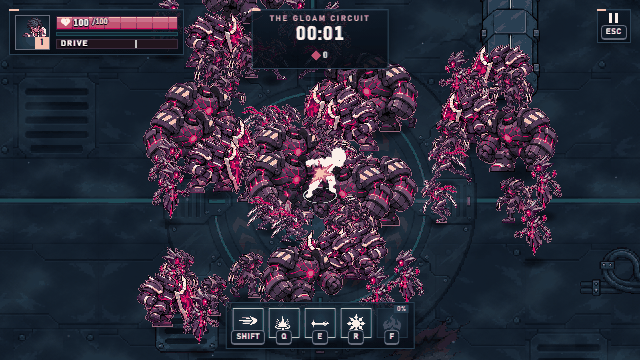 THE GLOAM CIRCUIT
100/100
00:01
ESC
1
DRIVE
0
0%
SHIFT
Q
E
R
F